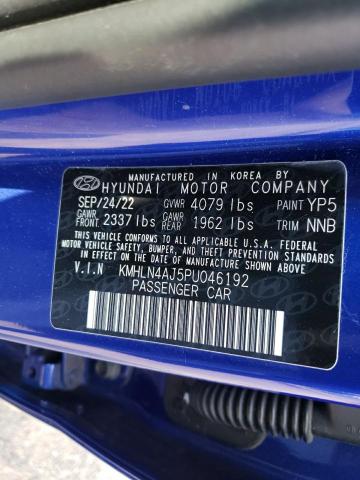 MANUFACTURED IN KOREA BY
HYUNDAI MOTOR COMPANY
SEP/24/22 GVWR 4079 lbs PAINT YP5
GAWR FRONT 2337 lbs GAWR REAR 1962 lbs TRIM NNB
THIS VEHICLE CONFORMS TO ALL APPLICABLE U.S.A. FEDERAL
MOTOR VEHICLE SAFETY, BUMPER, AND THEFT PREVENTION
STANDARDS IN EFFECT ON THE DATE OF MANUFACTURE SHOWN ABOVE.
V.I.N KMHLN4AJ5PU046192
PASSENGER CAR